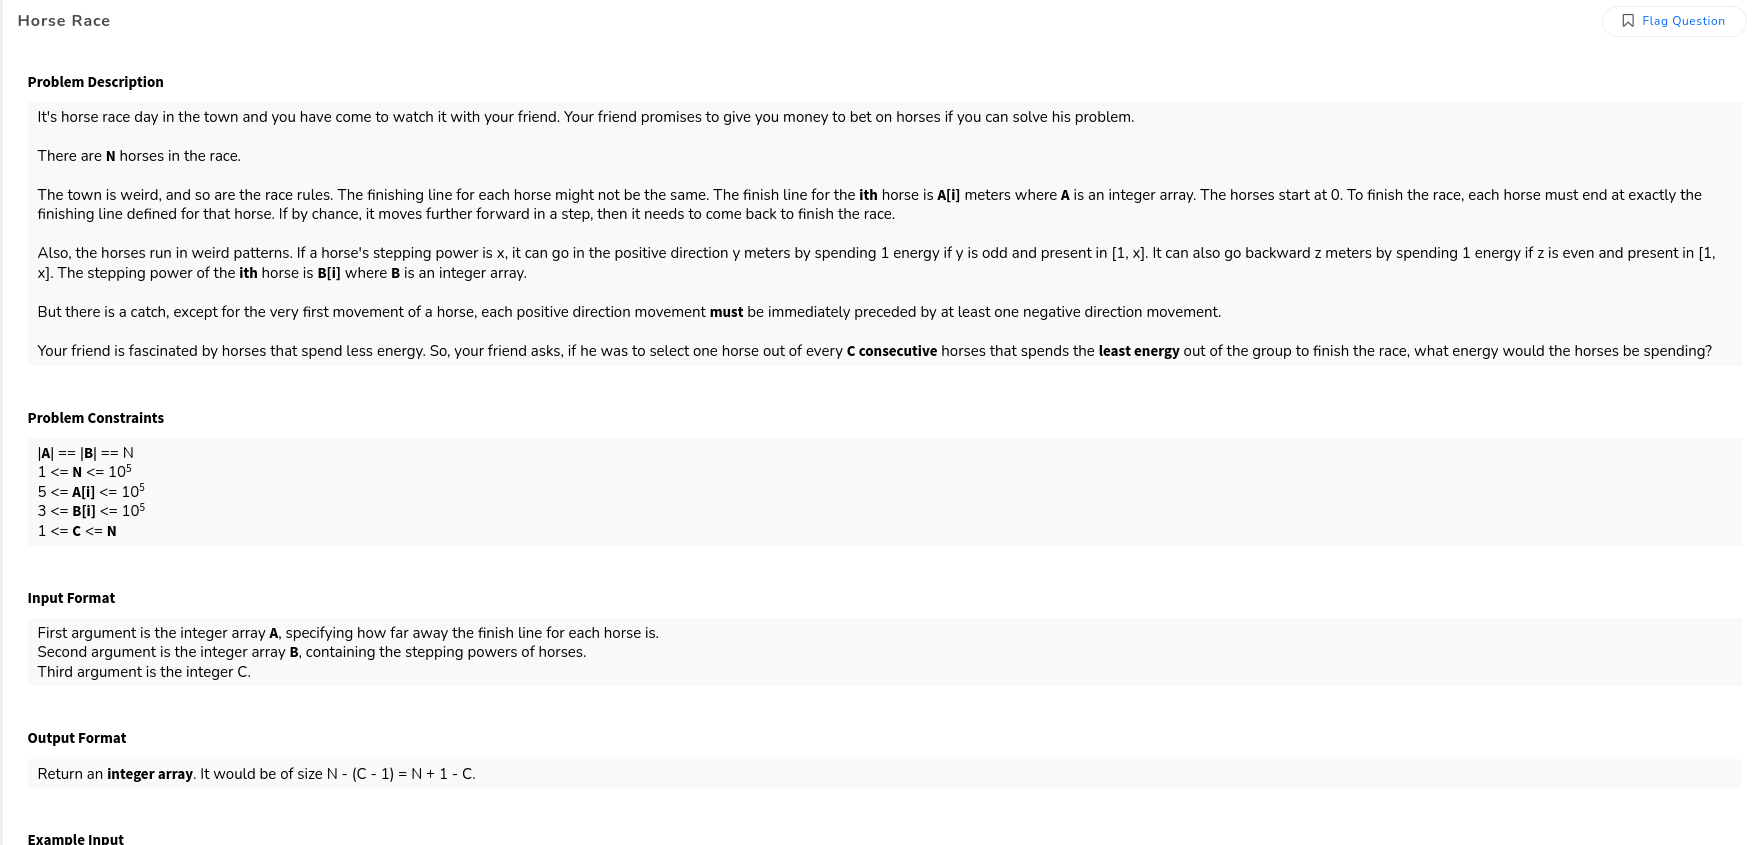 Horse Race
Flag Question
Problem Description
It's horse race day in the town and you have come to watch it with your friend. Your friend promises to give you money to bet on horses if you can solve his problem.
There are N horses in the race.
The town is weird, and so are the race rules. The finishing line for each horse might not be the same. The finish line for the ith horse is A[i] meters where A is an integer array. The horses start at 0. To finish the race, each horse must end at exactly the
finishing line defined for that horse. If by chance, it moves further forward in a step, then it needs to come back to finish the race.
Also, the horses run in weird patterns. If a horse's stepping power is x, it can go in the positive direction y meters by spending 1 energy if y is odd and present in [1, x]. It can also go backward z meters by spending 1 energy if z is even and present in [1,
x]. The stepping power of the ith horse is B[i] where B is an integer array.
But there is a catch, except for the very first movement of a horse, each positive direction movement must be immediately preceded by at least one negative direction movement.
Your friend is fascinated by horses that spend less energy. So, your friend asks, if he was to select one horse out of every C consecutive horses that spends the least energy out of the group to finish the race, what energy would the horses be spending?
Problem Constraints
|A| == |B| == N
1 <= N <= 10⁵
5 <= A[i] <= 10⁵
3 <= B[i] <= 10⁵
1 <= C <= N
Input Format
First argument is the integer array A, specifying how far away the finish line for each horse is.
Second argument is the integer array B, containing the stepping powers of horses.
Third argument is the integer C.
Output Format
Return an integer array. It would be of size N - (C - 1) = N + 1 - C.
Example Input